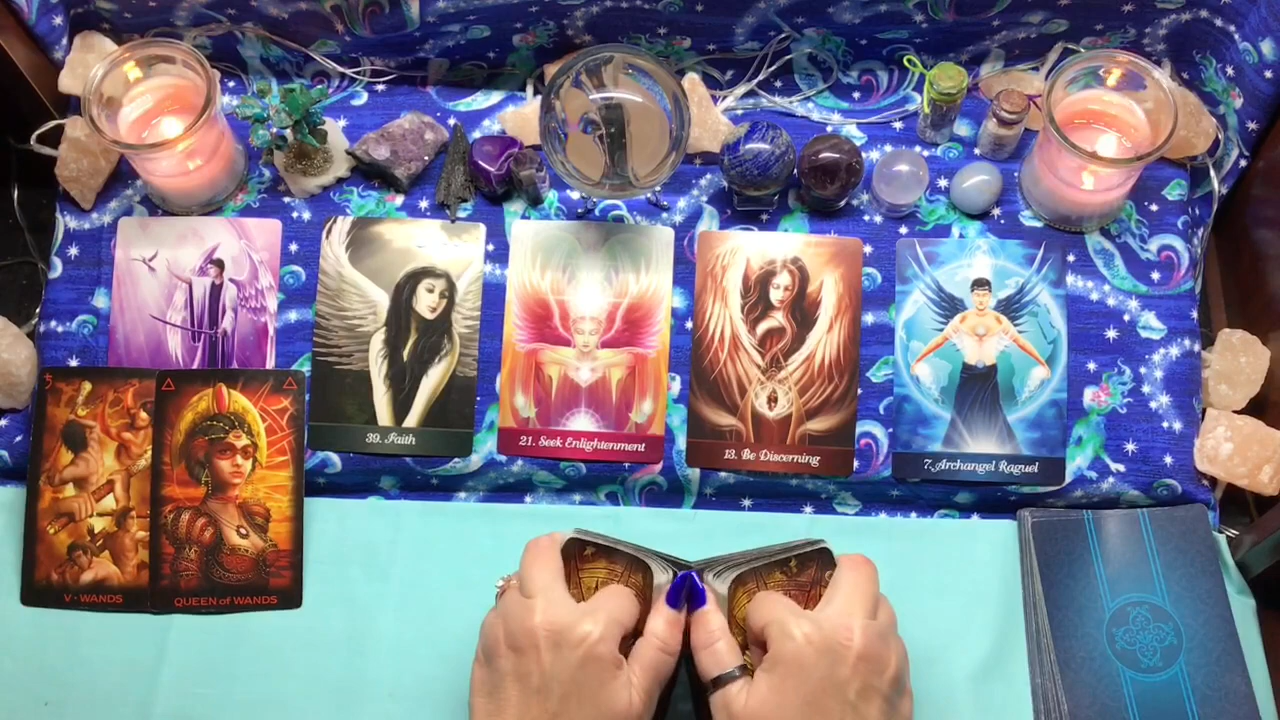 39. Faith
21. Seek Enlightenment
13. Be Discerning
7. Archangel Raguel
V • WANDS
QUEEN of WANDS